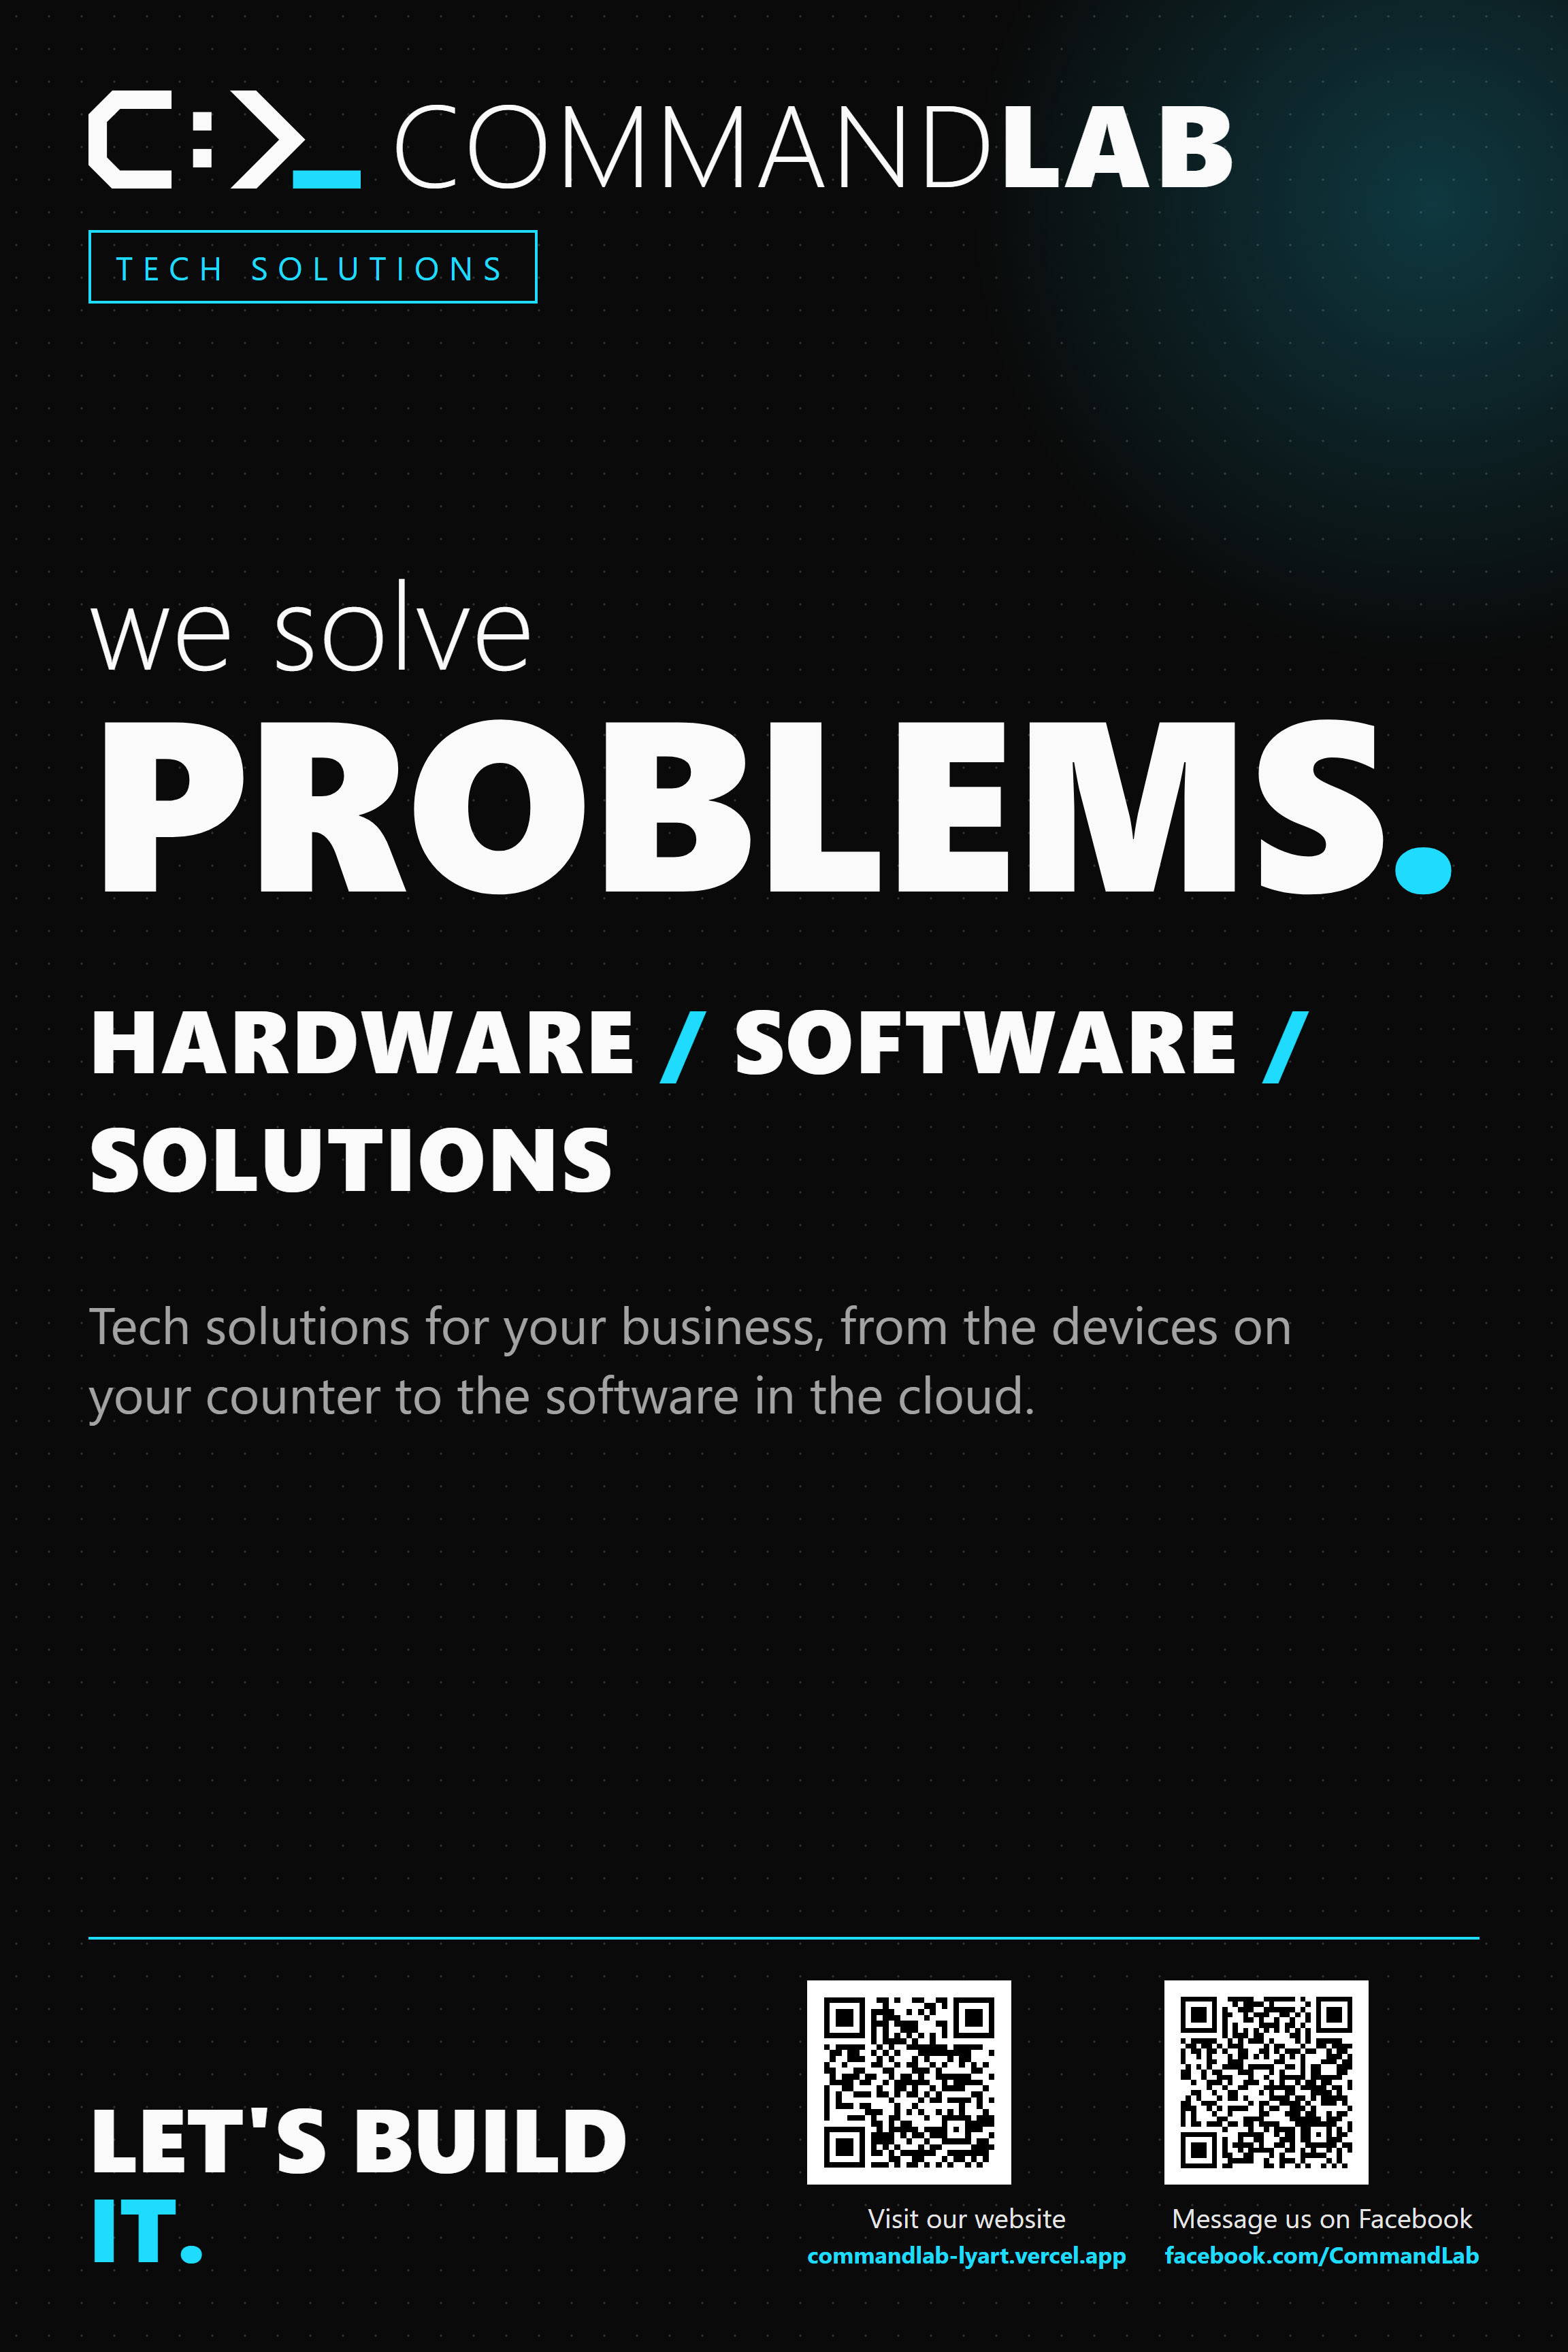 C:>_ COMMANDLAB
TECH SOLUTIONS
we solve
PROBLEMS.
HARDWARE / SOFTWARE /
SOLUTIONS
Tech solutions for your business, from the devices on
your counter to the software in the cloud.
LET'S BUILD
IT.
Visit our website
commandlab-lyart.vercel.app
Message us on Facebook
facebook.com/CommandLab